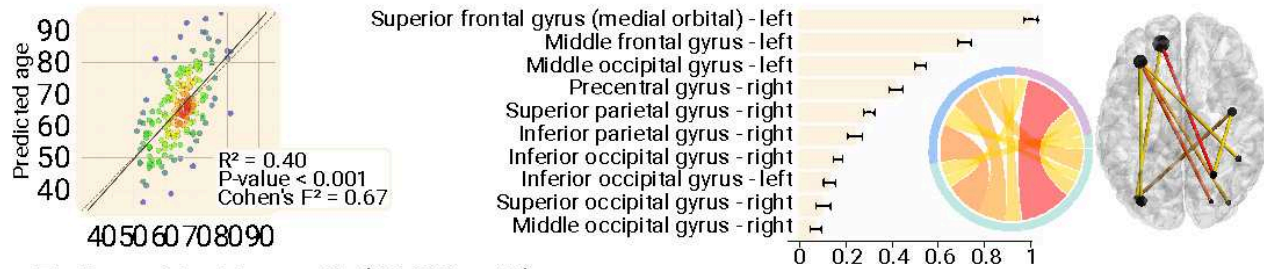 Predicted age
90
80
70
60
50
40
40 50 60 70 80 90
R² = 0.40
P-value < 0.001
Cohen's F² = 0.67
Superior frontal gyrus (medial orbital) - left
Middle frontal gyrus - left
Middle occipital gyrus - left
Precentral gyrus - right
Superior parietal gyrus - right
Inferior parietal gyrus - right
Inferior occipital gyrus - right
Inferior occipital gyrus - left
Superior occipital gyrus - right
Middle occipital gyrus - right
0 0.2 0.4 0.6 0.8 1